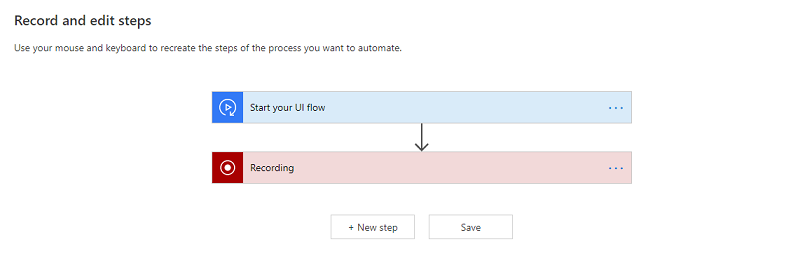 Record and edit steps
Use your mouse and keyboard to recreate the steps of the process you want to automate.
Start your UI flow
Recording
+ New step
Save